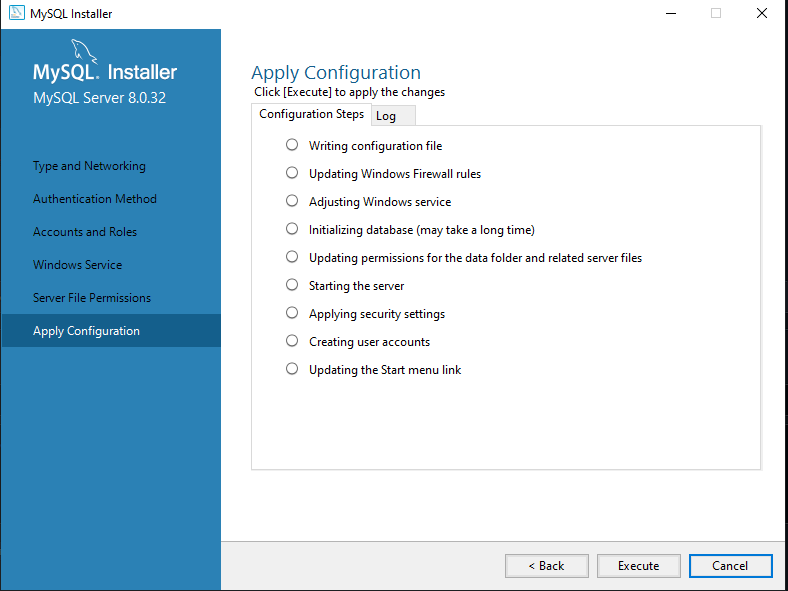 MySQL Installer
MySQL. Installer
MySQL Server 8.0.32
Type and Networking
Authentication Method
Accounts and Roles
Windows Service
Server File Permissions
Apply Configuration
Apply Configuration
Click [Execute] to apply the changes
Configuration Steps Log
Writing configuration file
Updating Windows Firewall rules
Adjusting Windows service
Initializing database (may take a long time)
Updating permissions for the data folder and related server files
Starting the server
Applying security settings
Creating user accounts
Updating the Start menu link
< Back Execute Cancel